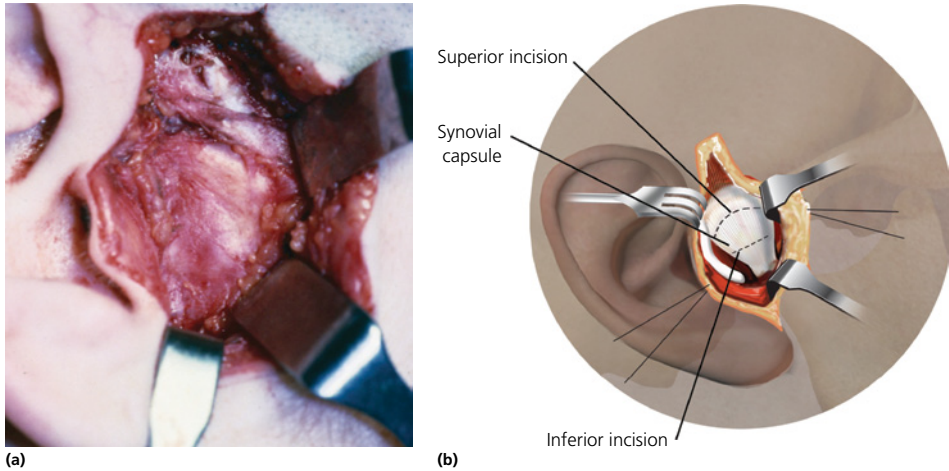 Superior incision
Synovial
capsule
Inferior incision
(a)
(b)